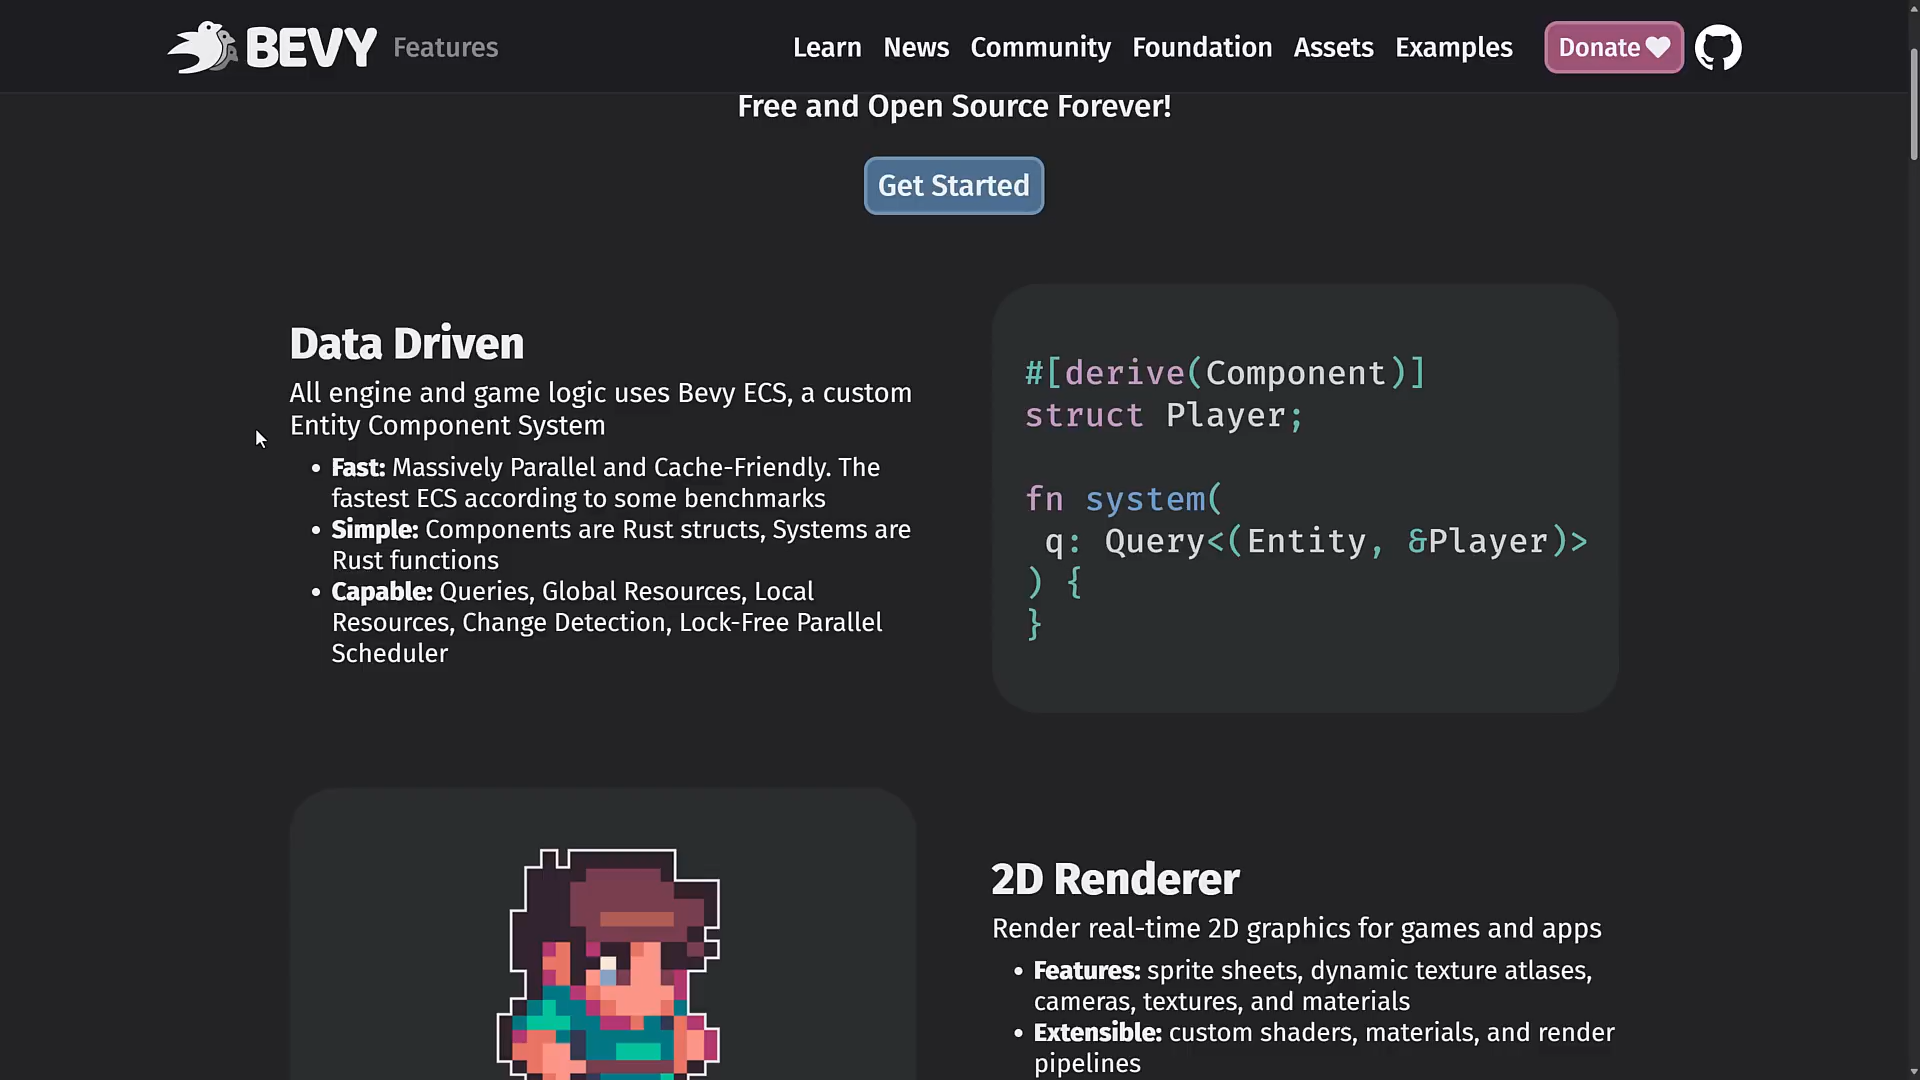 BEVY Features Learn News Community Foundation Assets Examples Donate
Free and Open Source Forever!
Get Started
Data Driven
All engine and game logic uses Bevy ECS, a custom
Entity Component System
• Fast: Massively Parallel and Cache-Friendly. The
fastest ECS according to some benchmarks
• Simple: Components are Rust structs, Systems are
Rust functions
• Capable: Queries, Global Resources, Local
Resources, Change Detection, Lock-Free Parallel
Scheduler
#[derive(Component)]
struct Player;
fn system(
q: Query<(Entity, &Player)>
) {
}
2D Renderer
Render real-time 2D graphics for games and apps
• Features: sprite sheets, dynamic texture atlases,
cameras, textures, and materials
• Extensible: custom shaders, materials, and render
pipelines